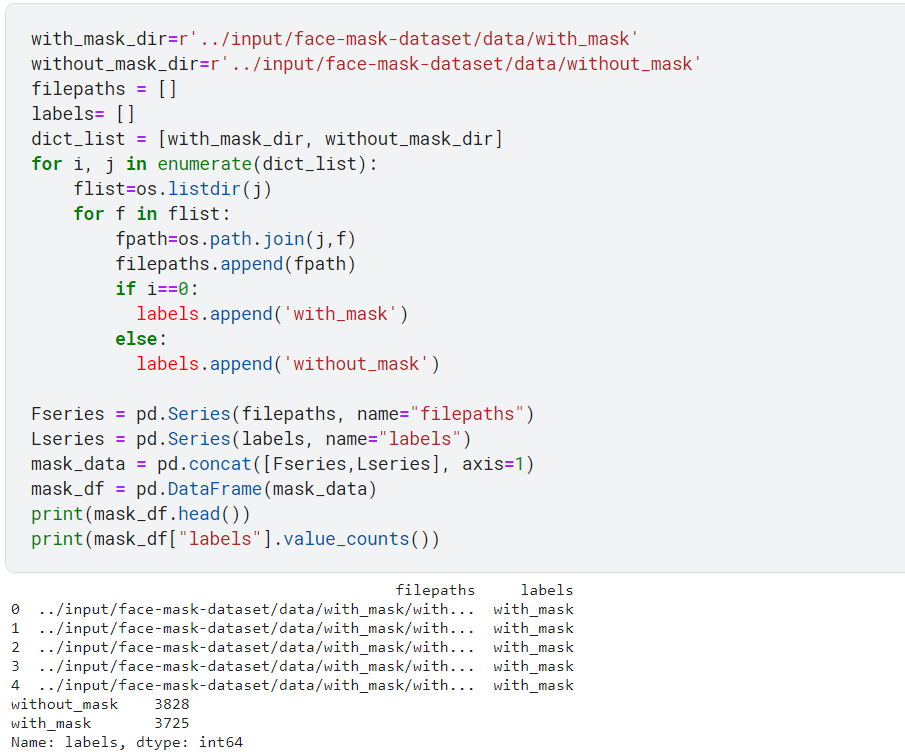 with_mask_dir=r'../input/face-mask-dataset/data/with_mask'
without_mask_dir=r'../input/face-mask-dataset/data/without_mask'
filepaths = []
labels= []
dict_list = [with_mask_dir, without_mask_dir]
for i, j in enumerate(dict_list):
    flist=os.listdir(j)
    for f in flist:
        fpath=os.path.join(j,f)
        filepaths.append(fpath)
        if i==0:
          labels.append('with_mask')
        else:
          labels.append('without_mask')

Fseries = pd.Series(filepaths, name="filepaths")
Lseries = pd.Series(labels, name="labels")
mask_data = pd.concat([Fseries,Lseries], axis=1)
mask_df = pd.DataFrame(mask_data)
print(mask_df.head())
print(mask_df["labels"].value_counts())
                                           filepaths     labels
0  ../input/face-mask-dataset/data/with_mask/with...  with_mask
1  ../input/face-mask-dataset/data/with_mask/with...  with_mask
2  ../input/face-mask-dataset/data/with_mask/with...  with_mask
3  ../input/face-mask-dataset/data/with_mask/with...  with_mask
4  ../input/face-mask-dataset/data/with_mask/with...  with_mask
without_mask    3828
with_mask       3725
Name: labels, dtype: int64